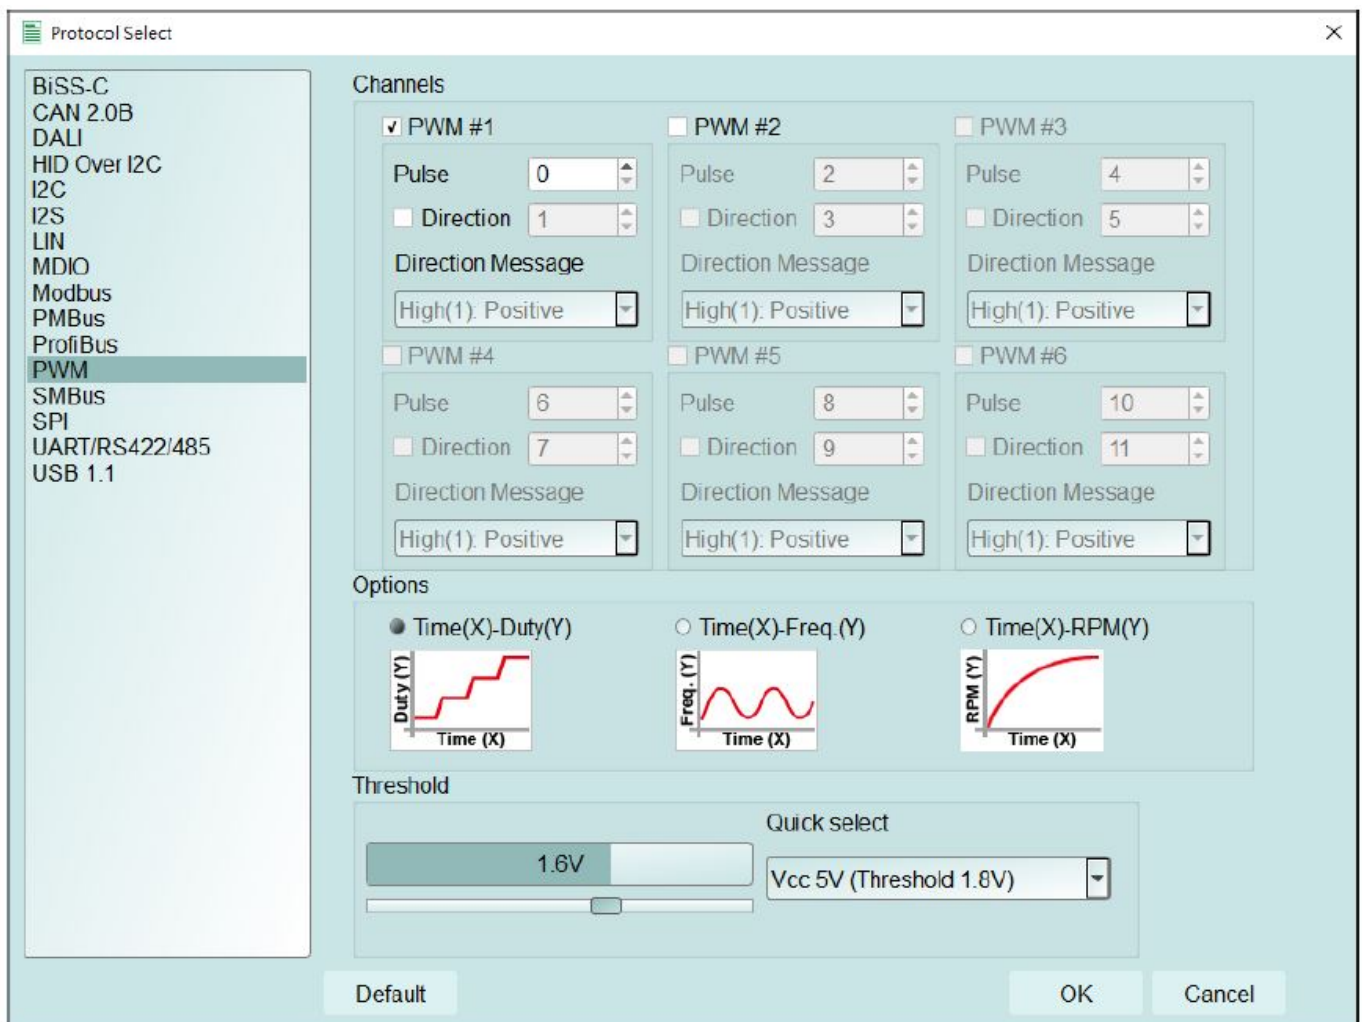 Protocol Select
BiSS-C
CAN 2.0B
DALI
HID Over I2C
I2C
I2S
LIN
MDIO
Modbus
PMBus
ProfiBus
PWM
SMBus
SPI
UART/RS422/485
USB 1.1
Channels
PWM #1
Pulse 0
Direction 1
Direction Message
High(1): Positive
PWM #2
Pulse 2
Direction 3
Direction Message
High(1): Positive
PWM #3
Pulse 4
Direction 5
Direction Message
High(1): Positive
PWM #4
Pulse 6
Direction 7
Direction Message
High(1): Positive
PWM #5
Pulse 8
Direction 9
Direction Message
High(1): Positive
PWM #6
Pulse 10
Direction 11
Direction Message
High(1): Positive
Options
Time(X)-Duty(Y)
Duty (Y)
Time (X)
Time(X)-Freq.(Y)
Freq. (Y)
Time (X)
Time(X)-RPM(Y)
RPM (Y)
Time (X)
Threshold
1.6V
Quick select
Vcc 5V (Threshold 1.8V)
Default
OK
Cancel